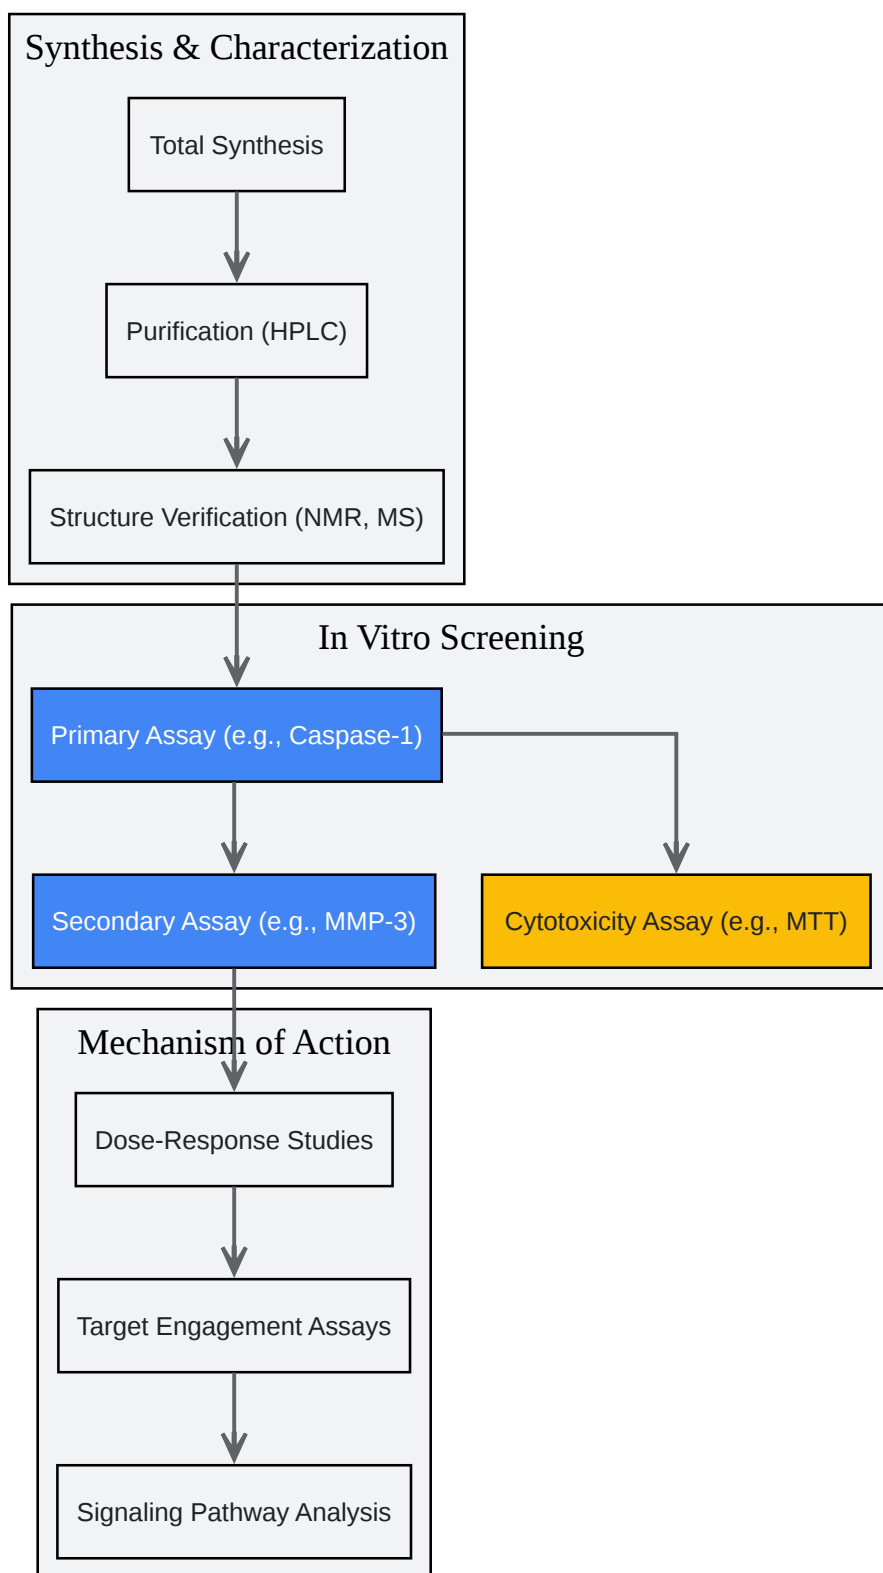 Synthesis & Characterization
Total Synthesis
Purification (HPLC)
Structure Verification (NMR, MS)
In Vitro Screening
Primary Assay (e.g., Caspase-1)
Secondary Assay (e.g., MMP-3)
Cytotoxicity Assay (e.g., MTT)
Mechanism of Action
Dose-Response Studies
Target Engagement Assays
Signaling Pathway Analysis